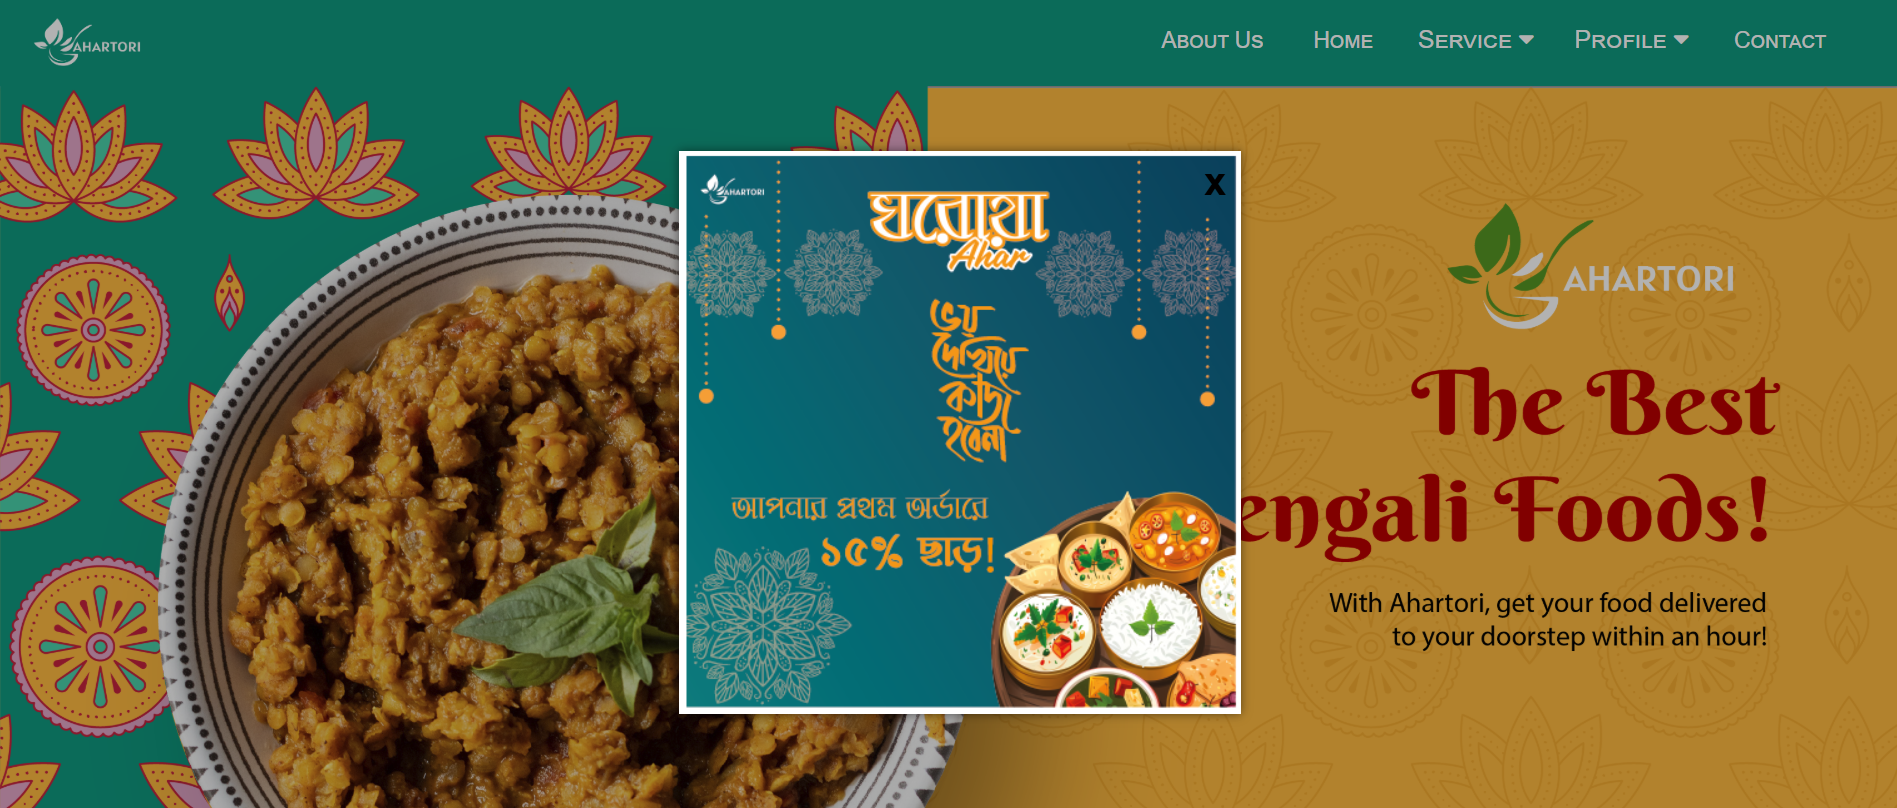 AHARTORI
About Us Home Service Profile Contact
AHARTORI
X
ঘরোয়া
Ahar
ভয়
দেখিয়ে
কাজ
হবেনা
আপনার প্রথম অর্ডারে
১৫% ছাড়!
AHARTORI
The Best
engali Foods!
With Ahartori, get your food delivered
to your doorstep within an hour!